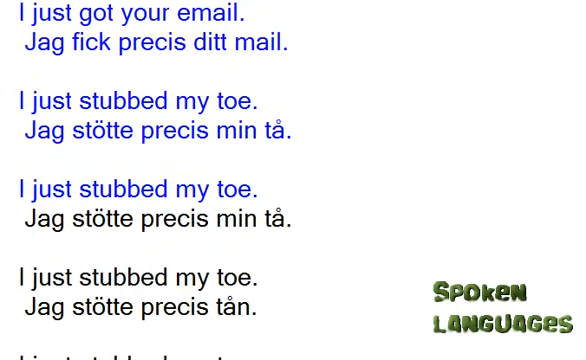 I just got your email.
Jag fick precis ditt mail.
I just stubbed my toe.
Jag stötte precis min tå.
I just stubbed my toe.
Jag stötte precis min tå.
I just stubbed my toe.
Jag stötte precis tån.
Spoken
Languages